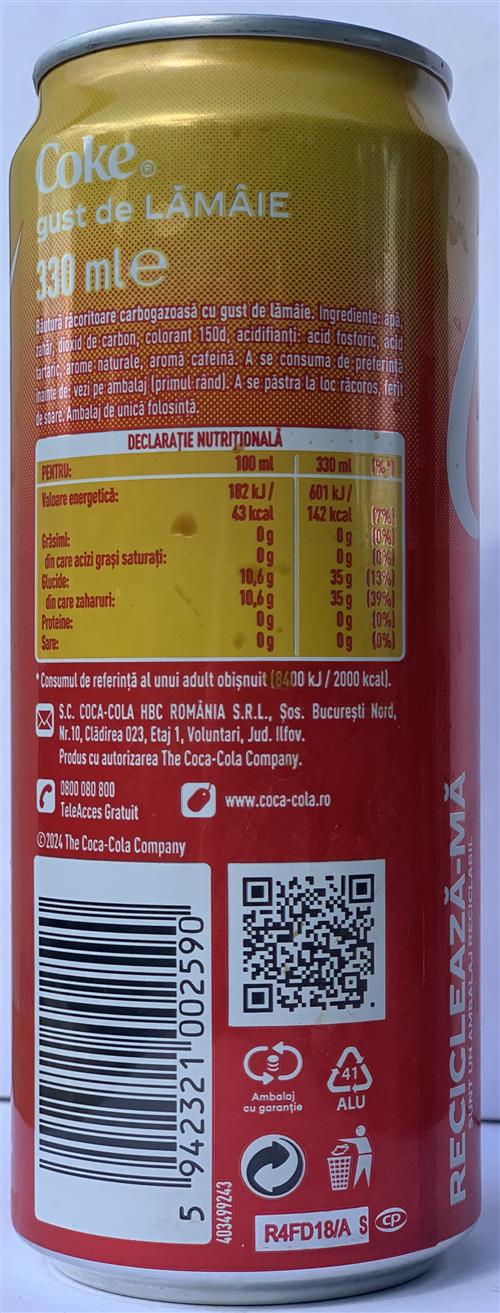 Coke®
gust de LĂMÂIE
330 ml e
Băutură răcoritoare carbogazoasă cu gust de lămâie. Ingrediente: apă,
zahăr, dioxid de carbon, colorant 150d, acidifianți: acid fosforic, acid
tartric, arome naturale, aromă cafeină. A se consuma de preferință
înainte de: vezi pe ambalaj (primul rând). A se păstra la loc răcoros, ferit
de soare. Ambalaj de unică folosință.
DECLARAȚIE NUTRIȚIONALĂ
PENTRU: 100 ml 330 ml (%*)
Valoare energetică: 182 kJ / 601 kJ /
43 kcal 142 kcal (7%)
Grăsimi: 0 g 0 g (0%)
din care acizi grași saturați: 0 g 0 g (0%)
Glucide: 10,6 g 35 g (13%)
din care zaharuri: 10,6 g 35 g (39%)
Proteine: 0 g 0 g (0%)
Sare: 0 g 0 g (0%)
* Consumul de referință al unui adult obișnuit (8400 kJ / 2000 kcal).
S.C. COCA-COLA HBC ROMÂNIA S.R.L., Șos. București Nord,
Nr.10, Clădirea 023, Etaj 1, Voluntari, Jud. Ilfov.
Produs cu autorizarea The Coca-Cola Company.
0800 080 800
TeleAcces Gratuit
www.coca-cola.ro
©2024 The Coca-Cola Company
5 942321 002590
403499243
Ambalaj
cu garanție
41
ALU
R4FD18/A S
CP
RECICLEAZĂ-MĂ
SUNT UN AMBALAJ RECICLABIL